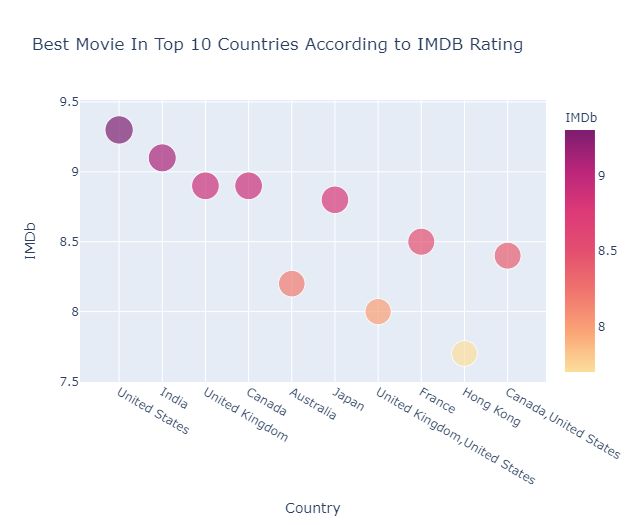 Best Movie In Top 10 Countries According to IMDB Rating
IMDb
9.5
9
8.5
8
7.5
IMDb
9
8.5
8
United States
India
United Kingdom
Canada
Australia
Japan
United Kingdom,United States
France
Hong Kong
Canada,United States
Country